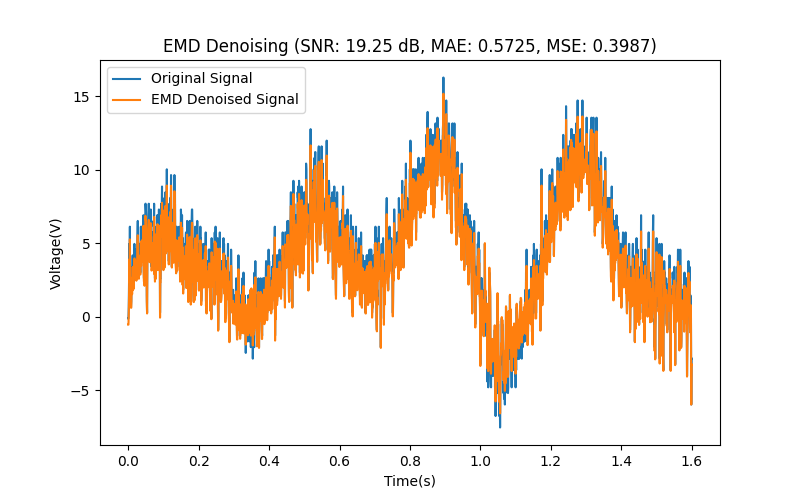 EMD Denoising (SNR: 19.25 dB, MAE: 0.5725, MSE: 0.3987)
Original Signal
EMD Denoised Signal
15
10
5
0
−5
Voltage(V)
0.0 0.2 0.4 0.6 0.8 1.0 1.2 1.4 1.6
Time(s)